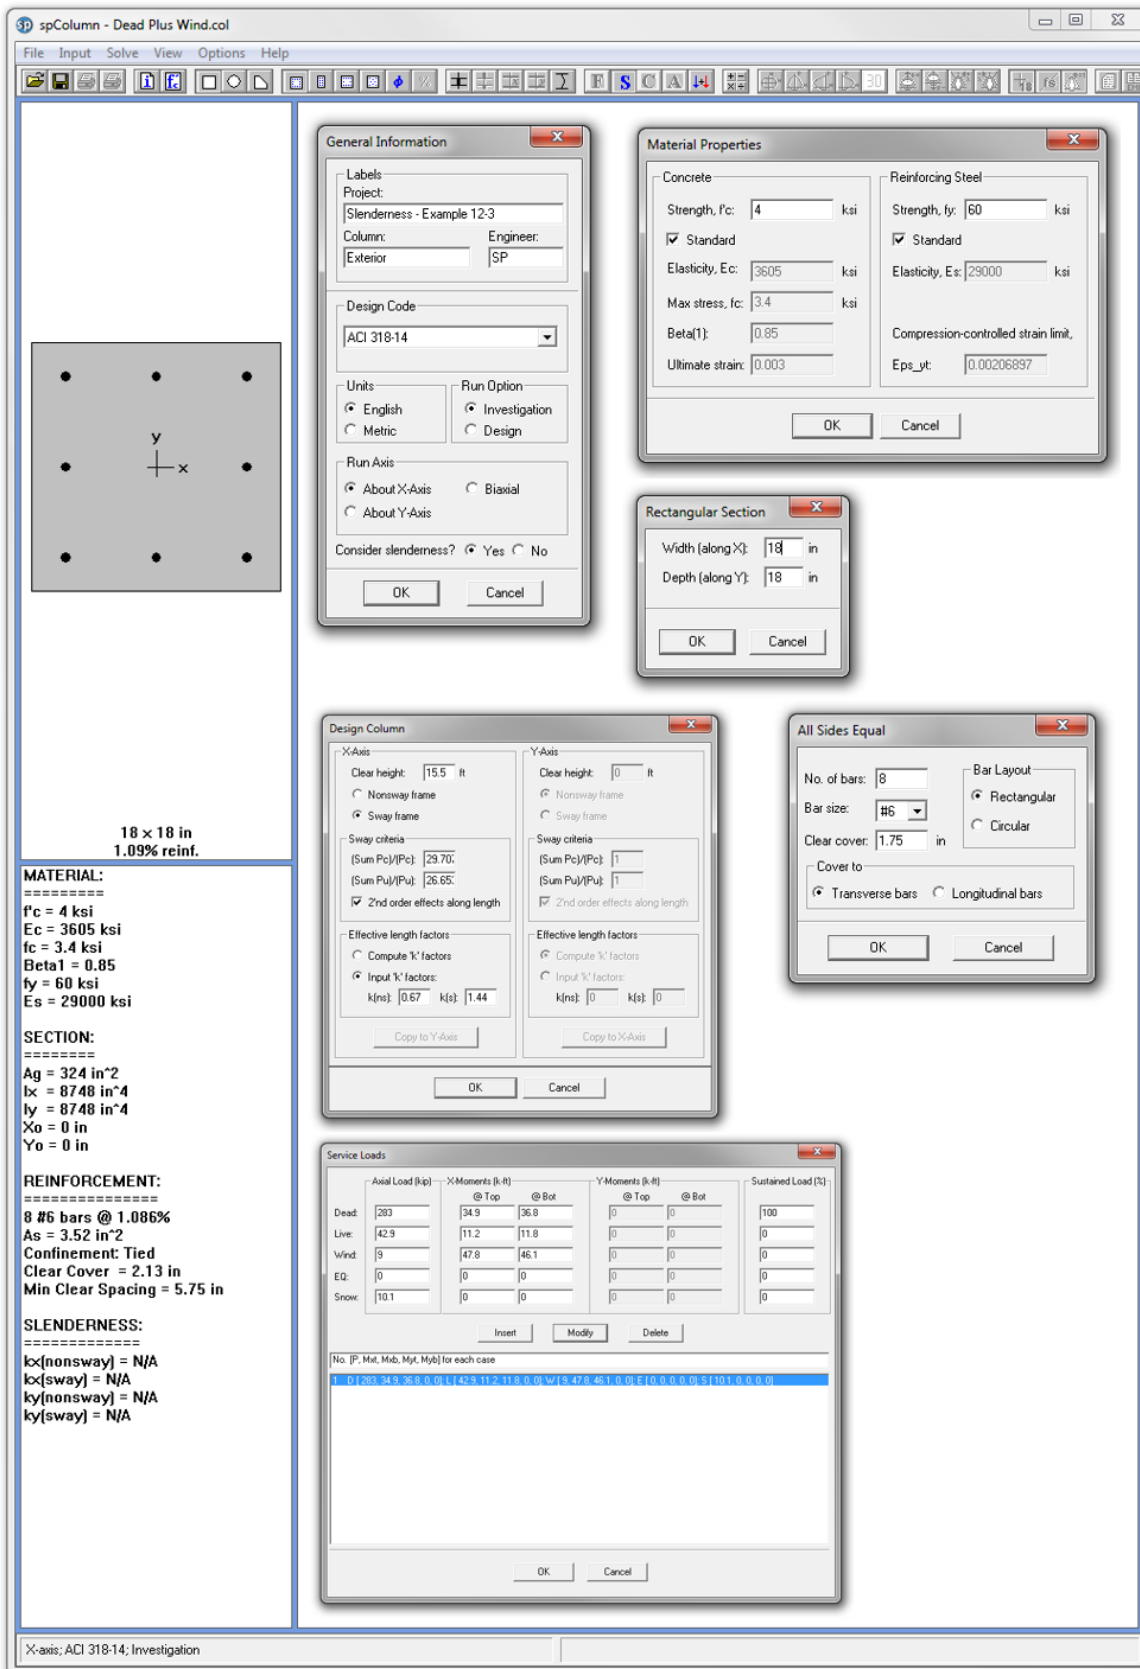 spColumn - Dead Plus Wind.col
File Input Solve View Options Help
y
x
18 x 18 in
1.09% reinf.
MATERIAL:
=========
f'c = 4 ksi
Ec = 3605 ksi
fc = 3.4 ksi
Beta1 = 0.85
fy = 60 ksi
Es = 29000 ksi
SECTION:
========
Ag = 324 in^2
Ix = 8748 in^4
Iy = 8748 in^4
Xo = 0 in
Yo = 0 in
REINFORCEMENT:
===============
8 #6 bars @ 1.086%
As = 3.52 in^2
Confinement: Tied
Clear Cover = 2.13 in
Min Clear Spacing = 5.75 in
SLENDERNESS:
=============
kx(nonsway) = N/A
kx(sway) = N/A
ky(nonsway) = N/A
ky(sway) = N/A
General Information
Labels
Project:
Slenderness - Example 12-3
Column: Engineer:
Exterior SP
Design Code
ACI 318-14
Units Run Option
English Investigation
Metric Design
Run Axis
About X-Axis Biaxial
About Y-Axis
Consider slenderness? Yes No
OK Cancel
Material Properties
Concrete Reinforcing Steel
Strength, f'c: 4 ksi Strength, fy: 60 ksi
Standard Standard
Elasticity, Ec: 3605 ksi Elasticity, Es: 29000 ksi
Max stress, fc: 3.4 ksi
Beta(1): 0.85 Compression-controlled strain limit,
Ultimate strain: 0.003 Eps_yt: 0.00206897
OK Cancel
Rectangular Section
Width (along X): 18 in
Depth (along Y): 18 in
OK Cancel
Design Column
X-Axis Y-Axis
Clear height: 15.5 ft Clear height: 0 ft
Nonsway frame Nonsway frame
Sway frame Sway frame
Sway criteria Sway criteria
(Sum Pc)/(Pc): 29.70 (Sum Pc)/(Pc): 1
(Sum Pu)/(Pu): 26.65 (Sum Pu)/(Pu): 1
2'nd order effects along length 2'nd order effects along length
Effective length factors Effective length factors
Compute 'k' factors Compute 'k' factors
Input 'k' factors: Input 'k' factors:
k(ns): 0.67 k(s): 1.44 k(ns): 0 k(s): 0
Copy to Y-Axis Copy to X-Axis
OK Cancel
All Sides Equal
No. of bars: 8 Bar Layout
Bar size: #6 Rectangular
Clear cover: 1.75 in Circular
Cover to
Transverse bars Longitudinal bars
OK Cancel
Service Loads
Axial Load (kip) X-Moments (k-ft) Y-Moments (k-ft) Sustained Load (%)
@ Top @ Bot @ Top @ Bot
Dead: 283 34.9 36.8 0 0 100
Live: 42.9 11.2 11.8 0 0 0
Wind: 9 47.8 46.1 0 0 0
EQ: 0 0 0 0 0 0
Snow: 10.1 0 0 0 0 0
Insert Modify Delete
No. [P, Mxt, Mxb, Myt, Myb] for each case
1 D [ 283, 34.9, 36.8, 0, 0]; L [ 42.9, 11.2, 11.8, 0, 0]; W [ 9, 47.8, 46.1, 0, 0]; E [ 0, 0, 0, 0, 0]; S [ 10.1, 0, 0, 0, 0]
OK Cancel
X-axis; ACI 318-14; Investigation